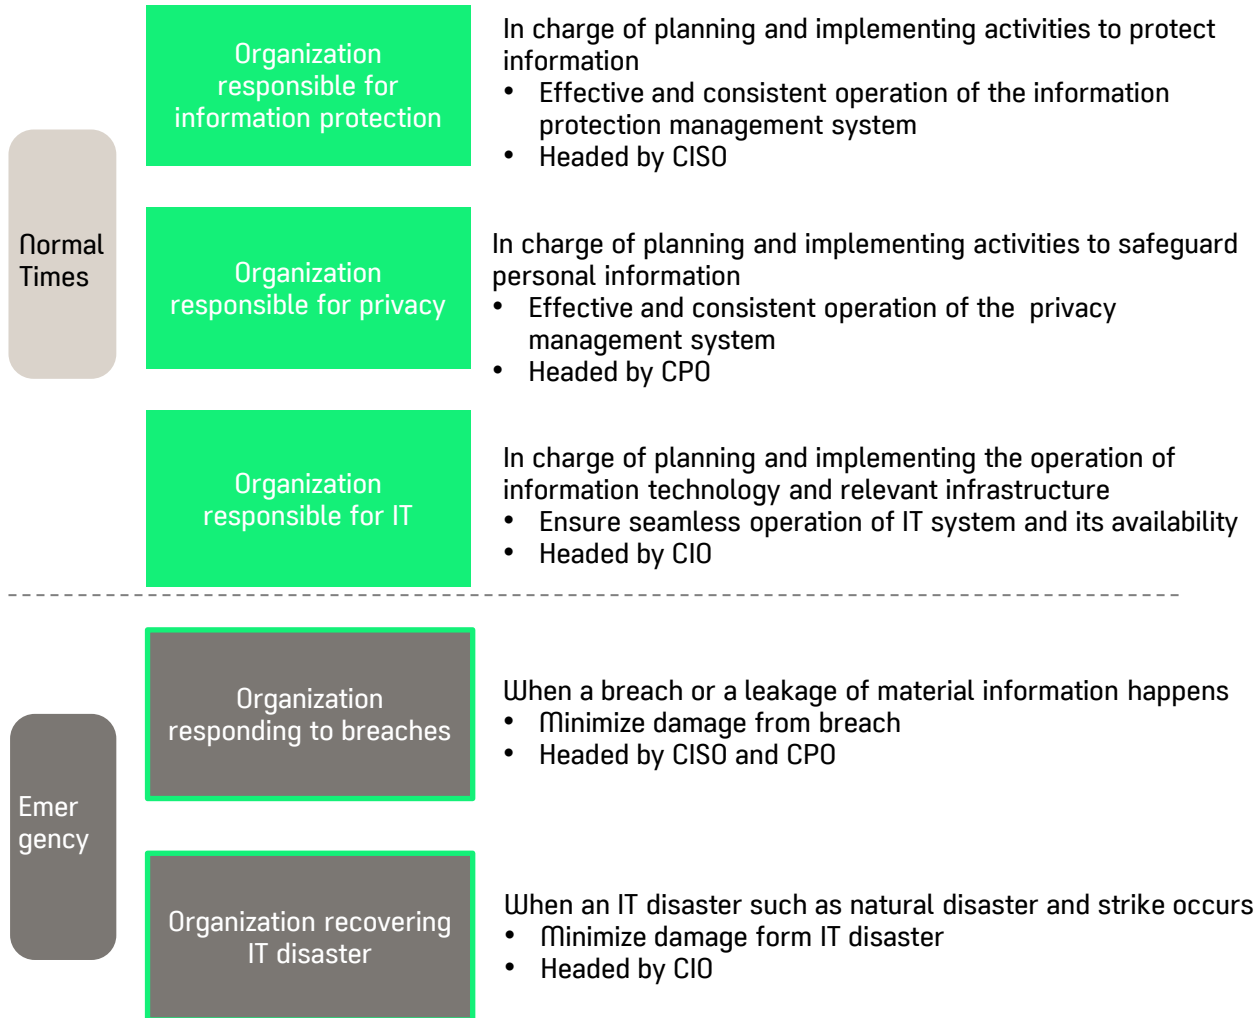 Organization
responsible for
information protection
In charge of planning and implementing activities to protect
information
• Effective and consistent operation of the information
protection management system
• Headed by CISO
Normal
Times
Organization
responsible for privacy
In charge of planning and implementing activities to safeguard
personal information
• Effective and consistent operation of the  privacy
management system
• Headed by CPO
Organization
responsible for IT
In charge of planning and implementing the operation of
information technology and relevant infrastructure
• Ensure seamless operation of IT system and its availability
• Headed by CIO
Emer
gency
Organization
responding to breaches
When a breach or a leakage of material information happens
• Minimize damage from breach
• Headed by CISO and CPO
Organization recovering
IT disaster
When an IT disaster such as natural disaster and strike occurs
• Minimize damage form IT disaster
• Headed by CIO